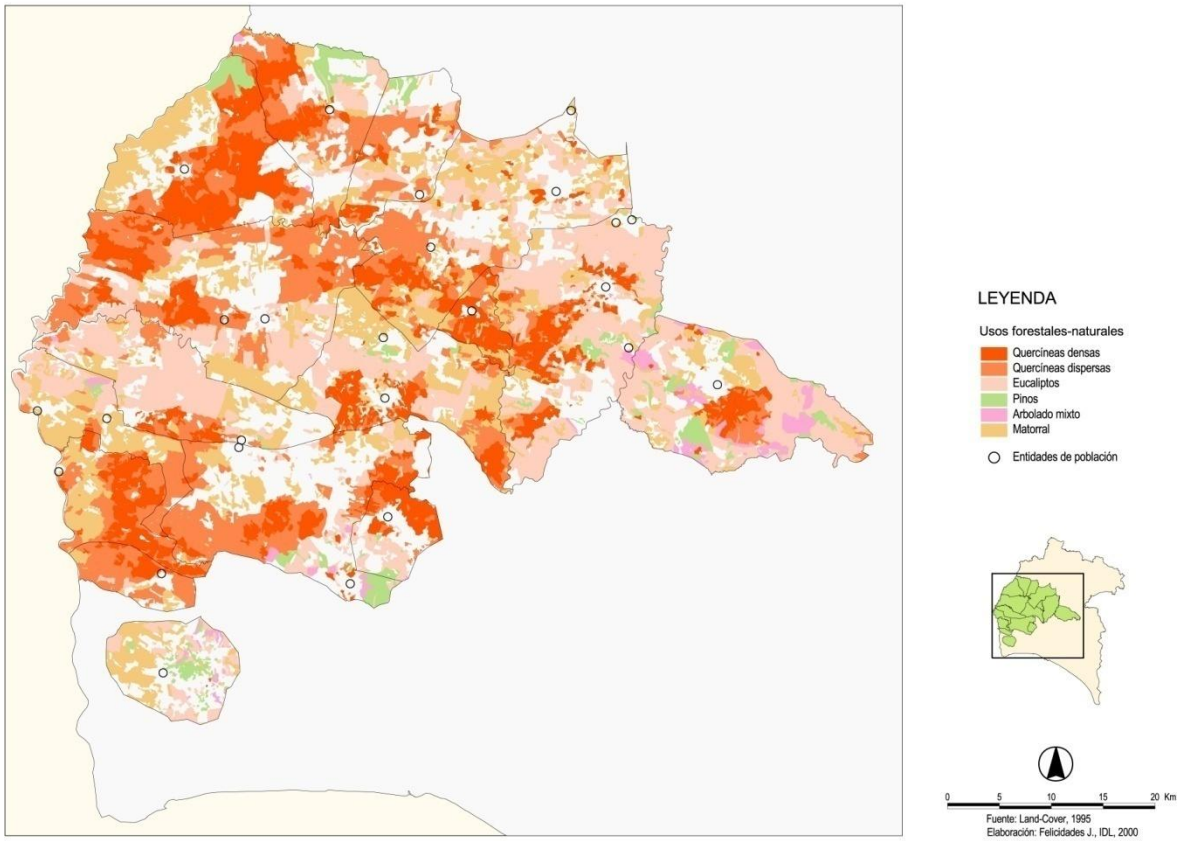 LEYENDA
Usos forestales-naturales
Quercíneas densas
Quercíneas dispersas
Eucaliptos
Pinos
Arbolado mixto
Matorral
Entidades de población
0 5 10 15 20 Km
Fuente: Land-Cover, 1995
Elaboración: Felicidades J., IDL, 2000